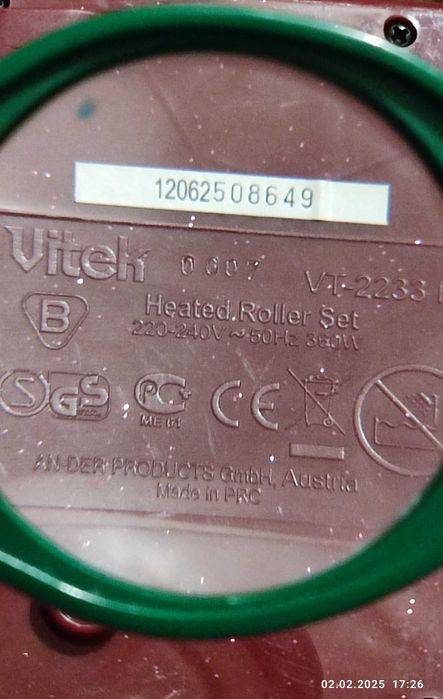 12062508649
Vitek 0607 VT-2233
B Heated Roller Set
220-240V ~ 50Hz 360W
S GS PC CE
ME 61
AN-DER PRODUCTS GmbH, Austria
Made in PRC
02.02.2025 17:26